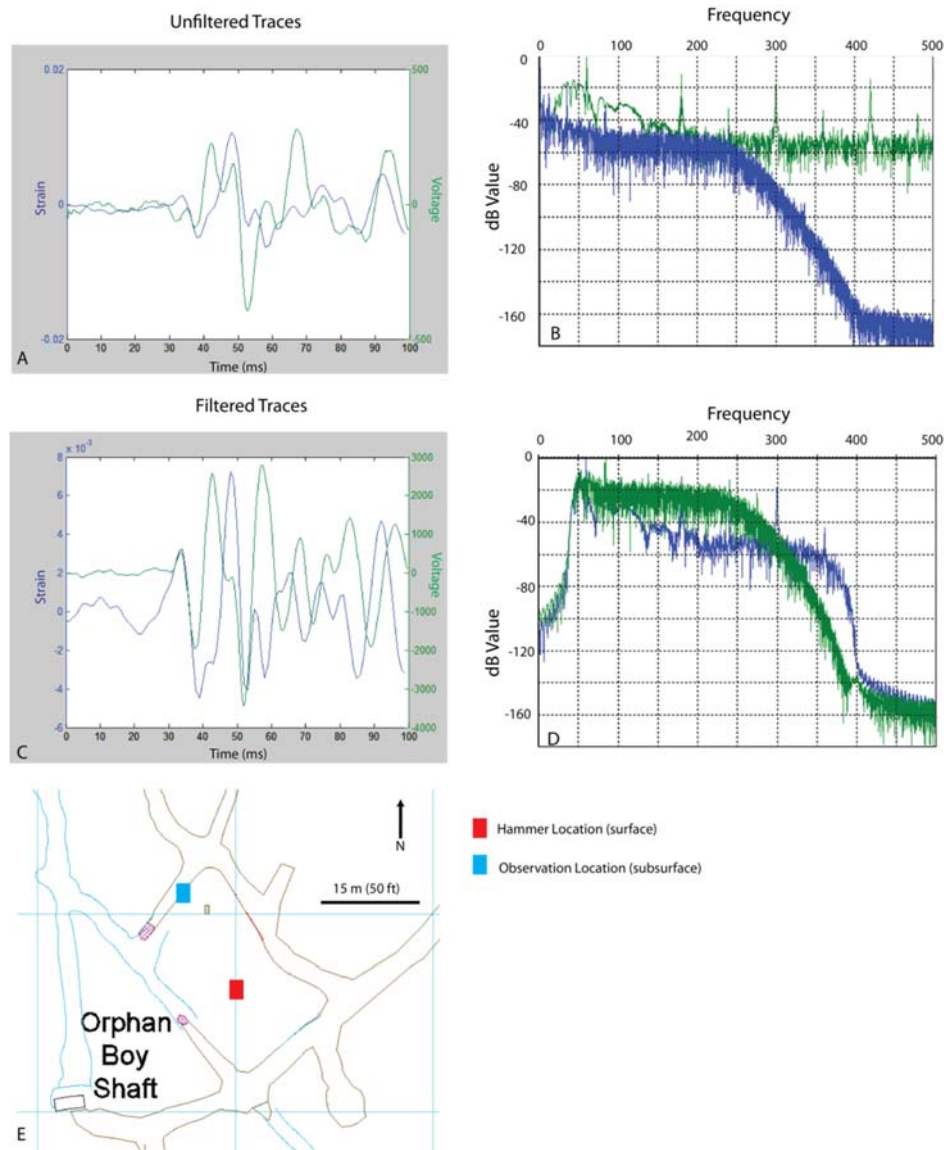 Unfiltered Traces
0.02
0
-0.02
Strain
500
0
500
Voltage
0 10 20 30 40 50 60 70 80 90 100
Time (ms)
A
Frequency
0 100 200 300 400 500
0
-40
-80
-120
-160
dB Value
B
Filtered Traces
x 10^-3
8
6
4
2
0
-2
-4
-6
Strain
3000
2000
1000
0
1000
2000
3000
4000
Voltage
0 10 20 30 40 50 60 70 80 90 100
Time (ms)
C
Frequency
0 100 200 300 400 500
0
-40
-80
-120
-160
dB Value
D
N
15 m (50 ft)
Orphan
Boy
Shaft
E
Hammer Location (surface)
Observation Location (subsurface)